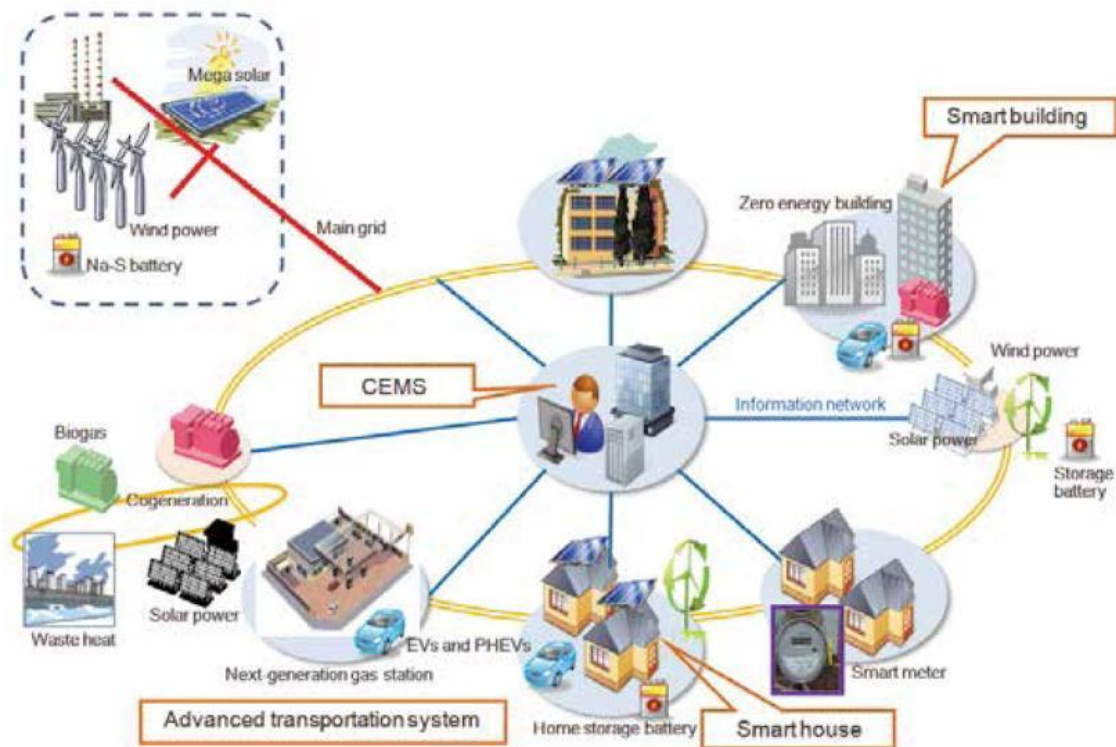 Mega solar
Smart building
Zero energy building
Wind power
Main grid
Na-S battery
CEMS
Wind power
Information network
Solar power
Biogas
Storage
battery
Cogeneration
Solar power
Waste heat
EVs and PHEVs
Next-generation gas station
Smart meter
Home storage battery
Smart house
Advanced transportation system